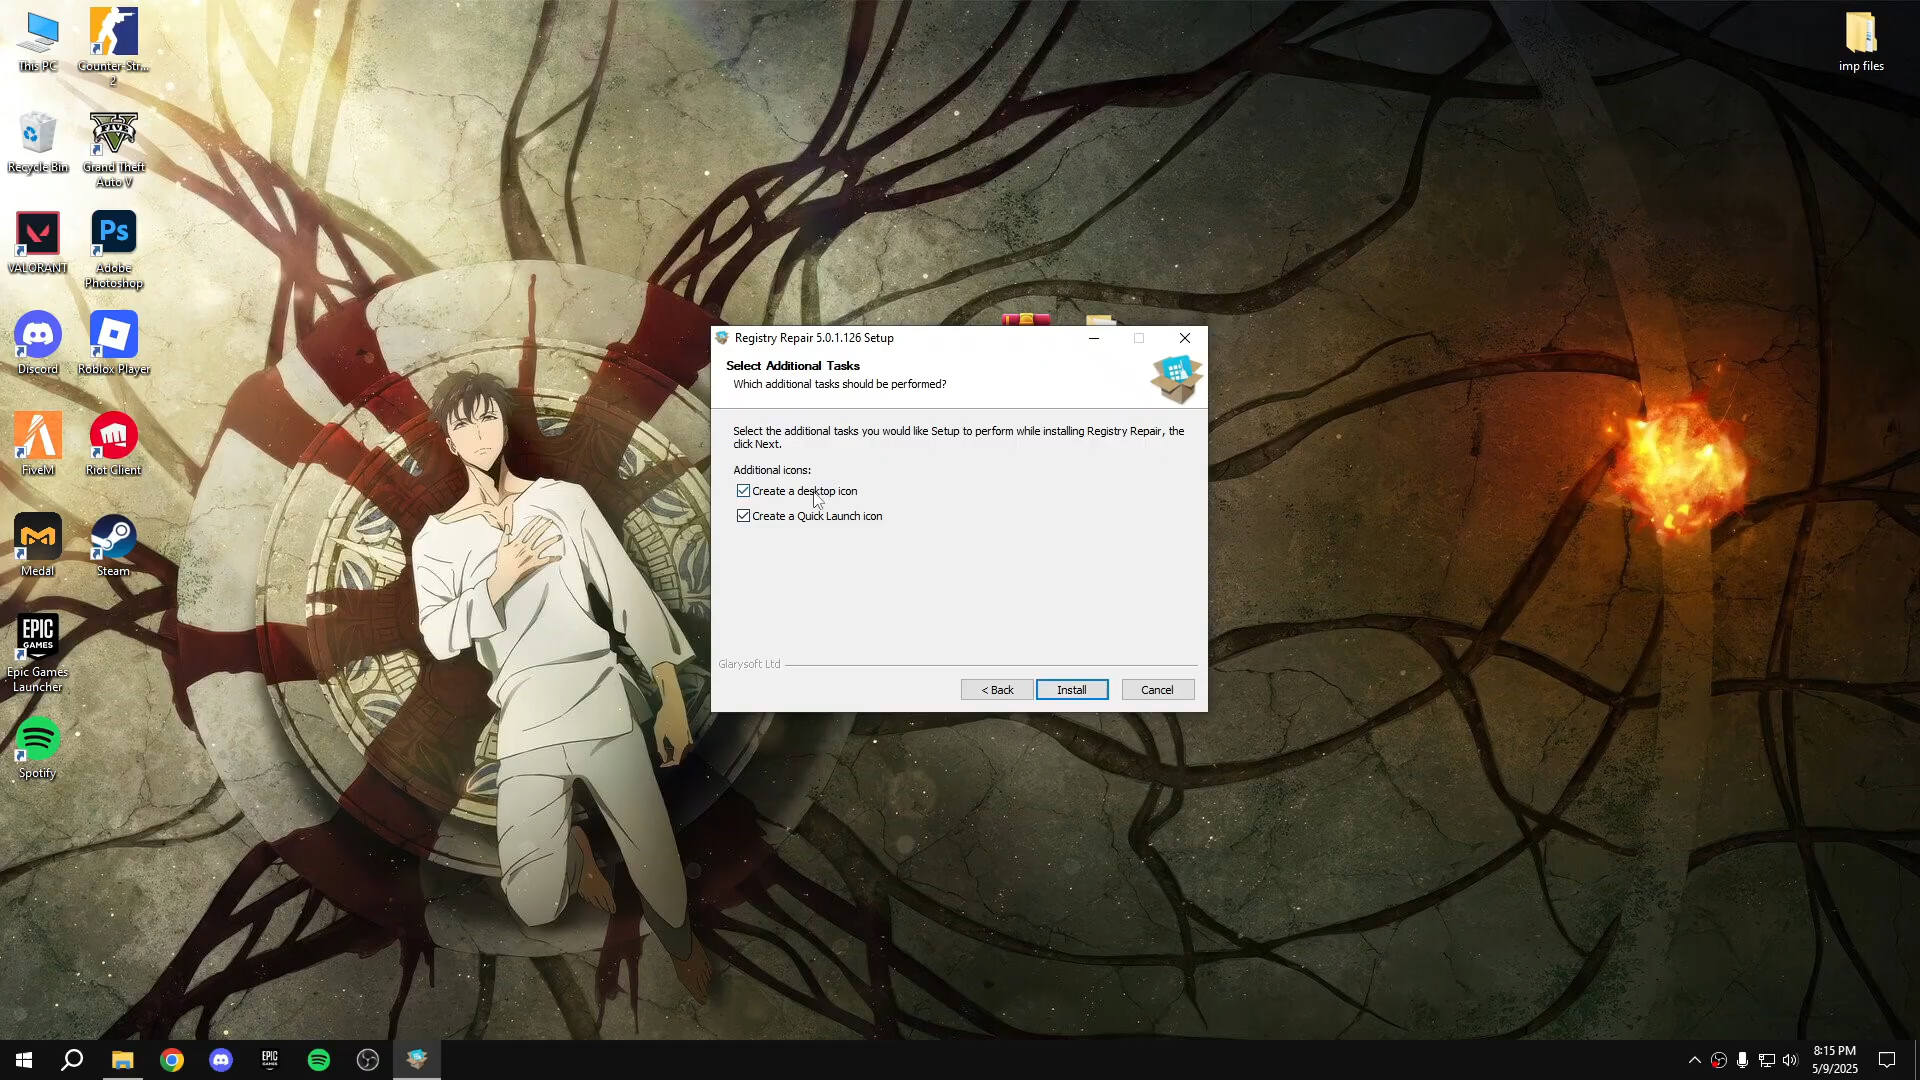 This PC
Counter-Str...
2
Recycle Bin
Grand Theft
Auto V
FIVE
VALORANT
Ps
Adobe
Photoshop
Discord
Roblox Player
FiveM
Riot Client
Medal
Steam
EPIC
GAMES
Epic Games
Launcher
Spotify
imp files
Registry Repair 5.0.1.126 Setup
Select Additional Tasks
Which additional tasks should be performed?
Select the additional tasks you would like Setup to perform while installing Registry Repair, the
click Next.
Additional icons:
Create a desktop icon
Create a Quick Launch icon
Glarysoft Ltd
< Back
Install
Cancel
EPIC
GAMES
8:15 PM
5/9/2025